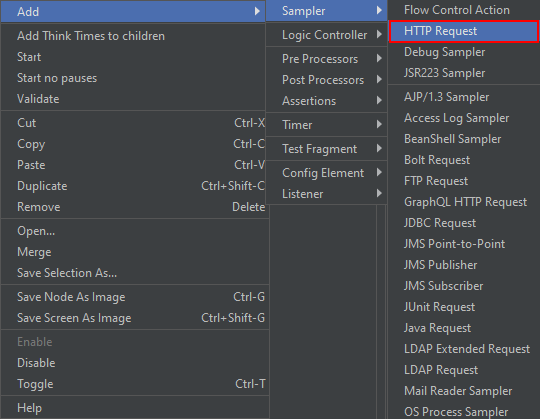 Add
Add Think Times to children
Start
Start no pauses
Validate
Cut Ctrl-X
Copy Ctrl-C
Paste Ctrl-V
Duplicate Ctrl+Shift-C
Remove Delete
Open...
Merge
Save Selection As...
Save Node As Image Ctrl-G
Save Screen As Image Ctrl+Shift-G
Enable
Disable
Toggle Ctrl-T
Help
Sampler
Logic Controller
Pre Processors
Post Processors
Assertions
Timer
Test Fragment
Config Element
Listener
Flow Control Action
HTTP Request
Debug Sampler
JSR223 Sampler
AJP/1.3 Sampler
Access Log Sampler
BeanShell Sampler
Bolt Request
FTP Request
GraphQL HTTP Request
JDBC Request
JMS Point-to-Point
JMS Publisher
JMS Subscriber
JUnit Request
Java Request
LDAP Extended Request
LDAP Request
Mail Reader Sampler
OS Process Sampler